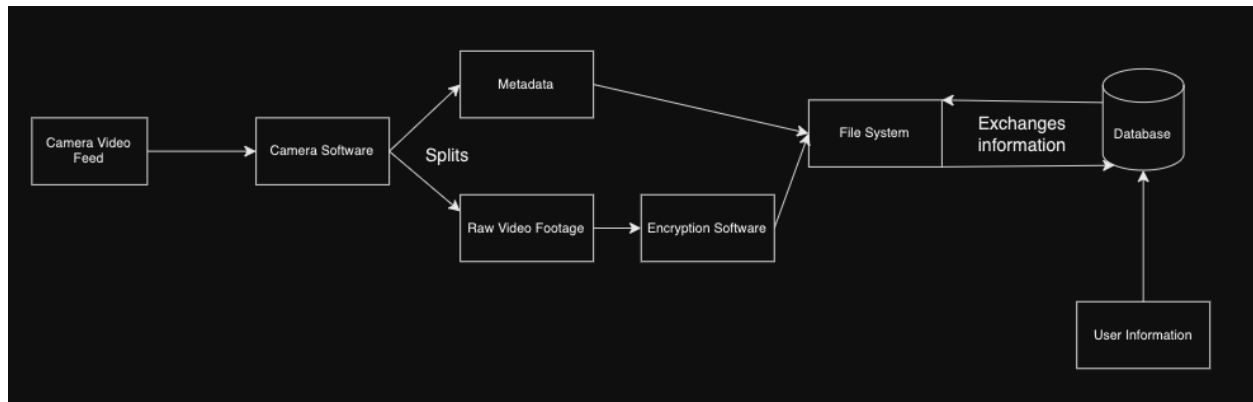 Metadata
Camera Video
Feed
Camera Software
Splits
Raw Video Footage
Encryption Software
File System
Exchanges
information
Database
User Information